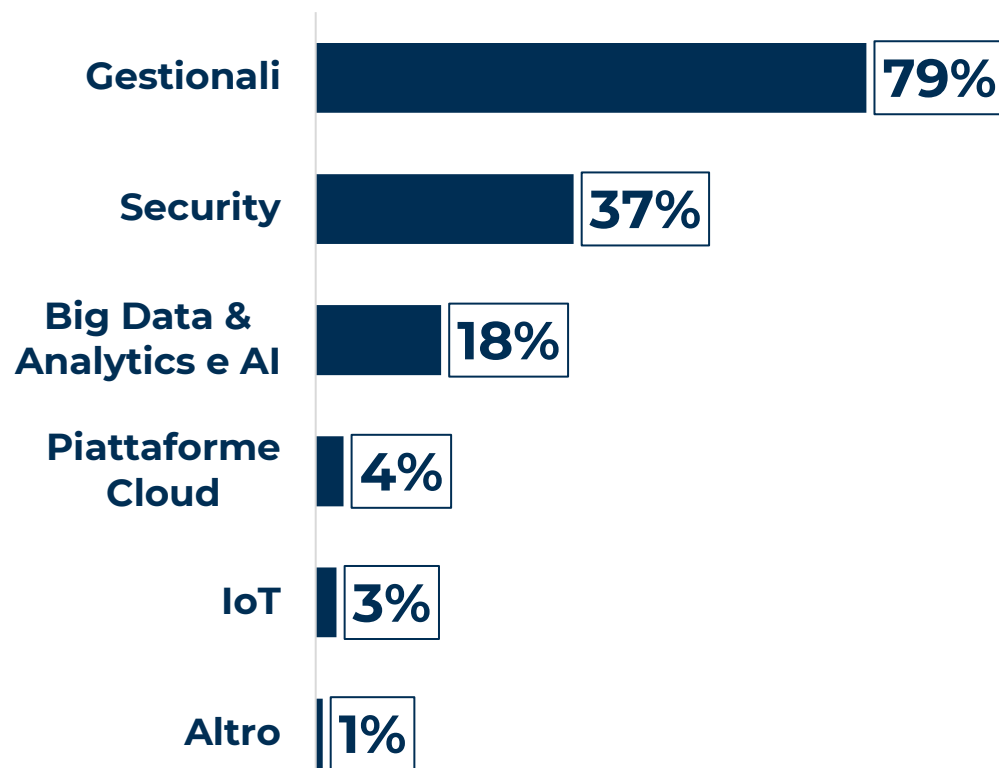 Gestionali
79%
Security
37%
Big Data &
Analytics e AI
18%
Piattaforme
Cloud
4%
IoT
3%
Altro
1%